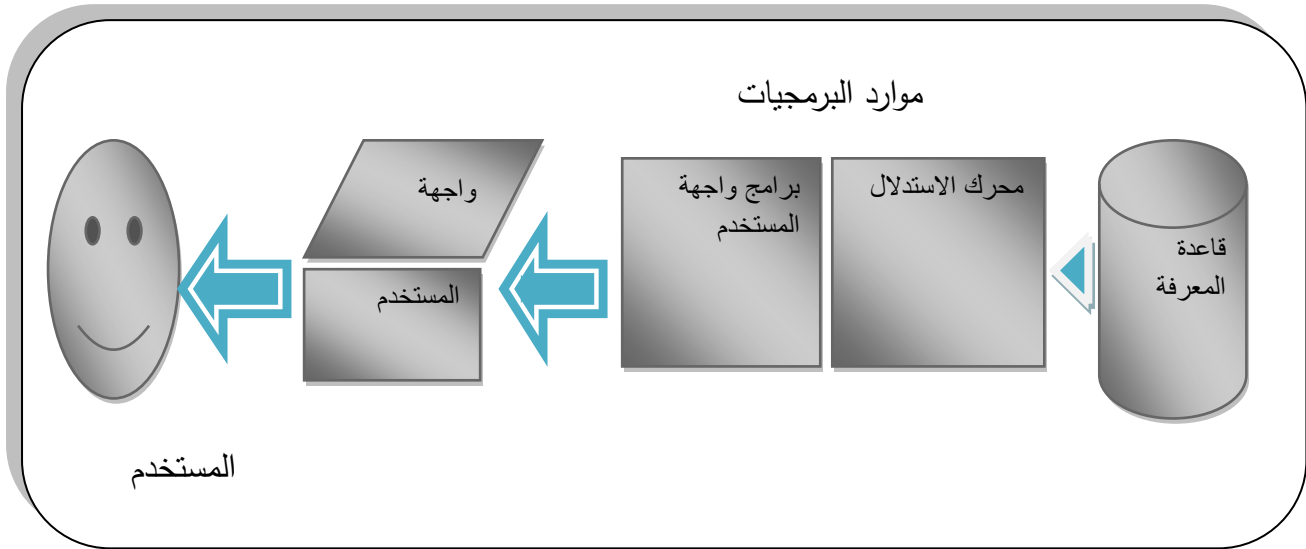 موارد البرمجيات
قاعدة
المعرفة
محرك الاستدلال
برامج واجهة
المستخدم
واجهة
المستخدم
المستخدم